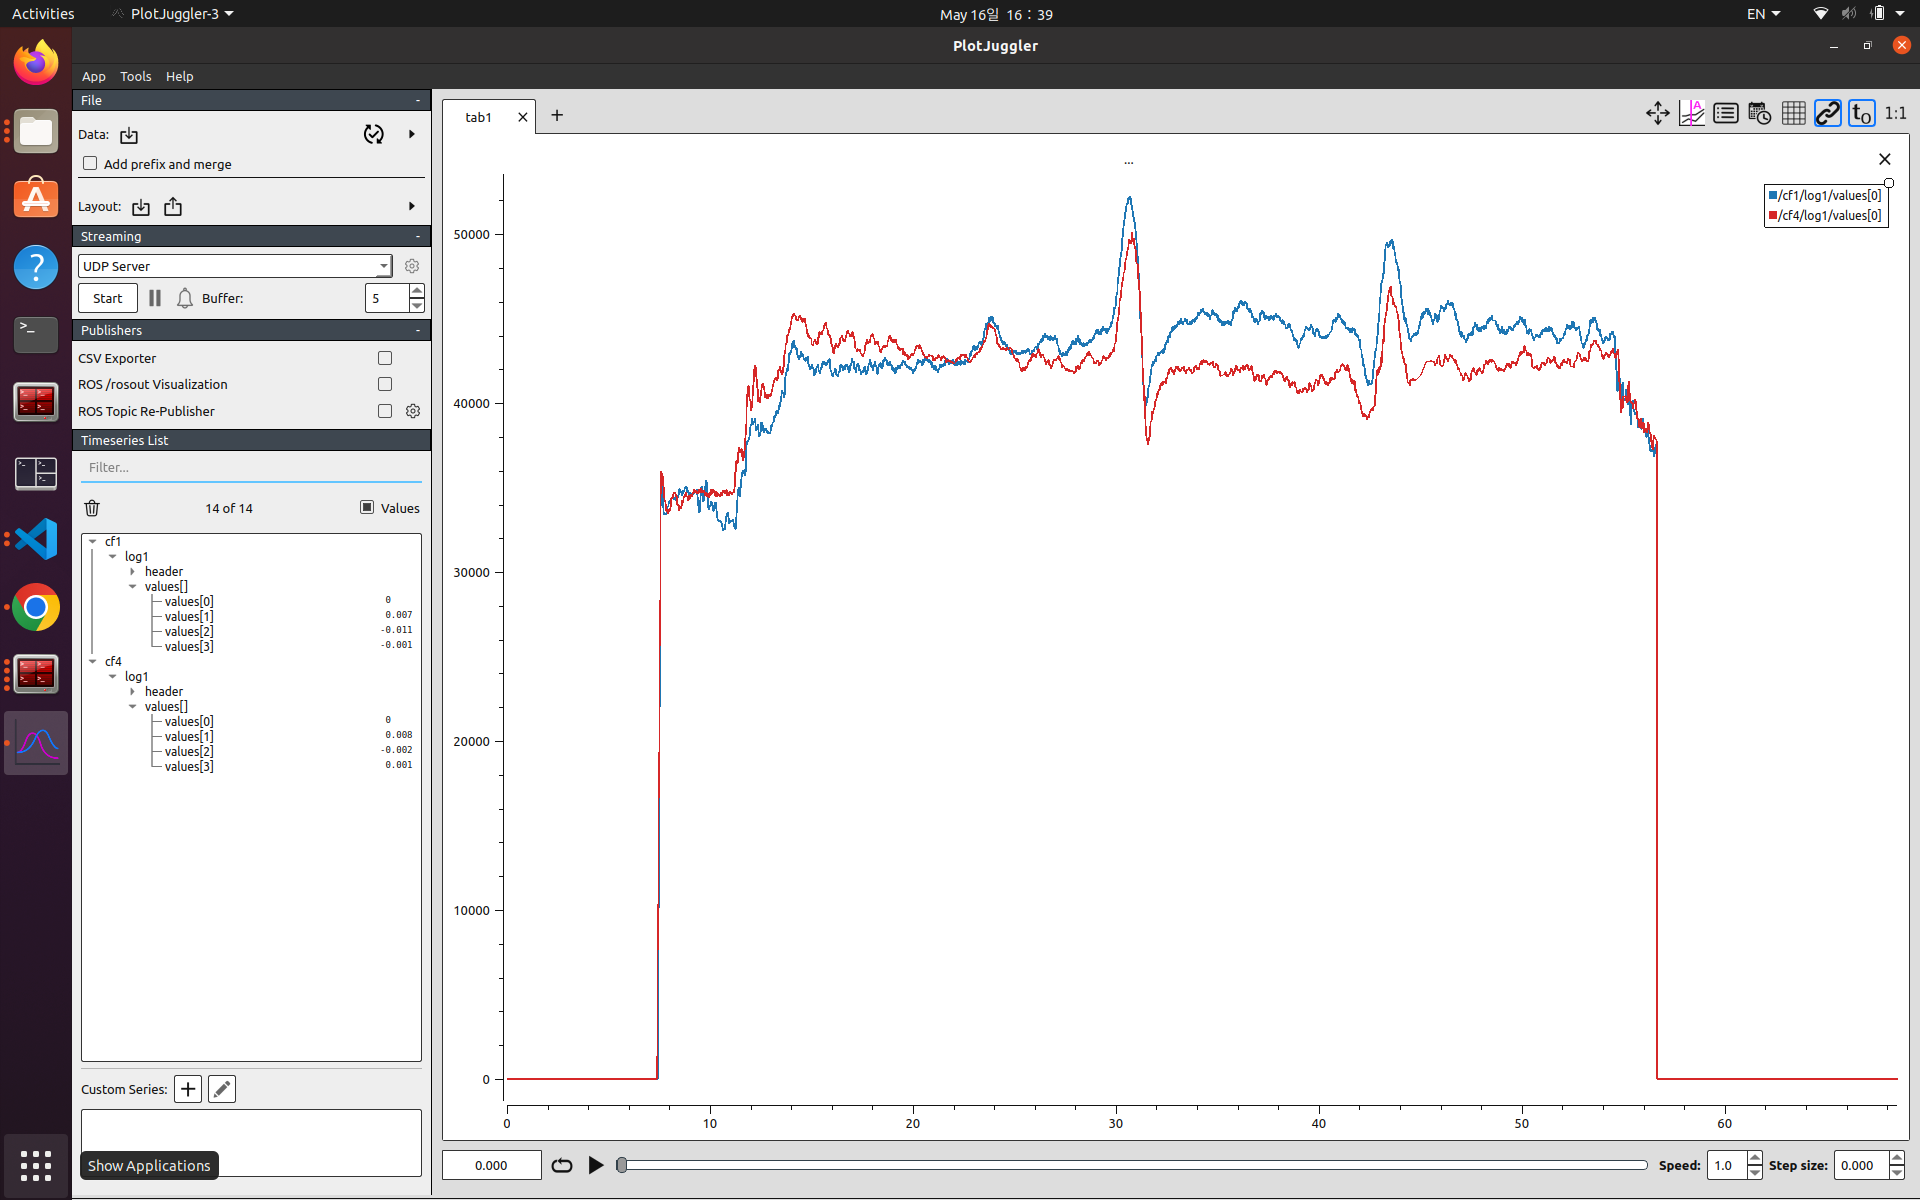 Activities PlotJuggler-3 May 16일 16 : 39 EN
PlotJuggler
App Tools Help
File -
Data:
Add prefix and merge
Layout:
Streaming -
UDP Server
Start Buffer: 5
Publishers -
CSV Exporter
ROS /rosout Visualization
ROS Topic Re-Publisher
Timeseries List
Filter...
14 of 14 Values
cf1
log1
header
values[]
values[0] 0
values[1] 0.007
values[2] -0.011
values[3] -0.001
cf4
log1
header
values[]
values[0] 0
values[1] 0.008
values[2] -0.002
values[3] 0.001
Custom Series:
Show Applications
tab1
t0 1:1
...
/cf1/log1/values[0]
/cf4/log1/values[0]
50000
40000
30000
20000
10000
0
0 10 20 30 40 50 60
0.000 Speed: 1.0 Step size: 0.000